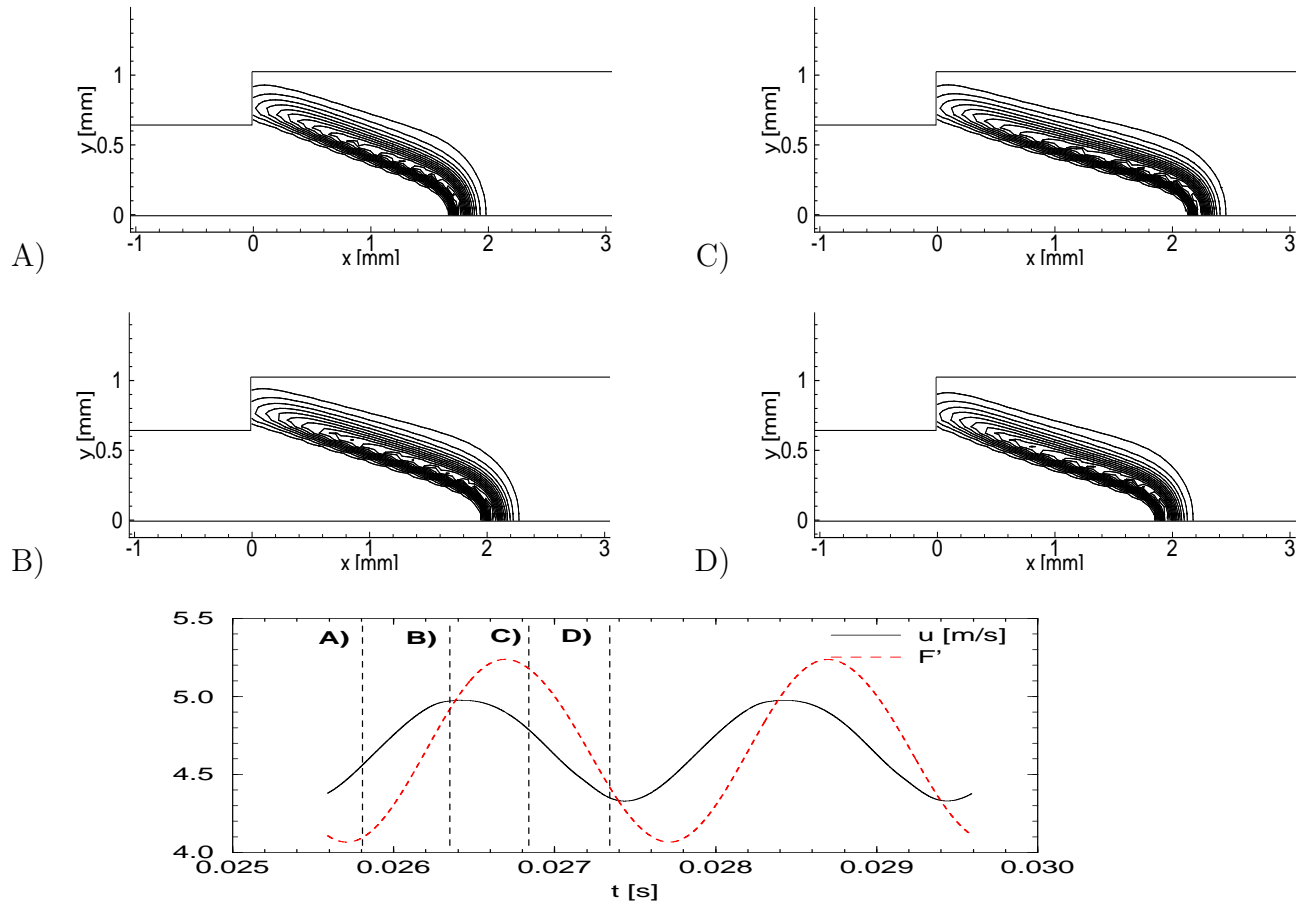 1
y [mm]
0.5
0
-1 0 1 2 3
x [mm]
A)
1
y [mm]
0.5
0
-1 0 1 2 3
x [mm]
C)
1
y [mm]
0.5
0
-1 0 1 2 3
x [mm]
B)
1
y [mm]
0.5
0
-1 0 1 2 3
x [mm]
D)
5.5
A) B) C) D)
u [m/s]
F'
5.0
4.5
4.0
0.025 0.026 0.027 0.028 0.029 0.030
t [s]